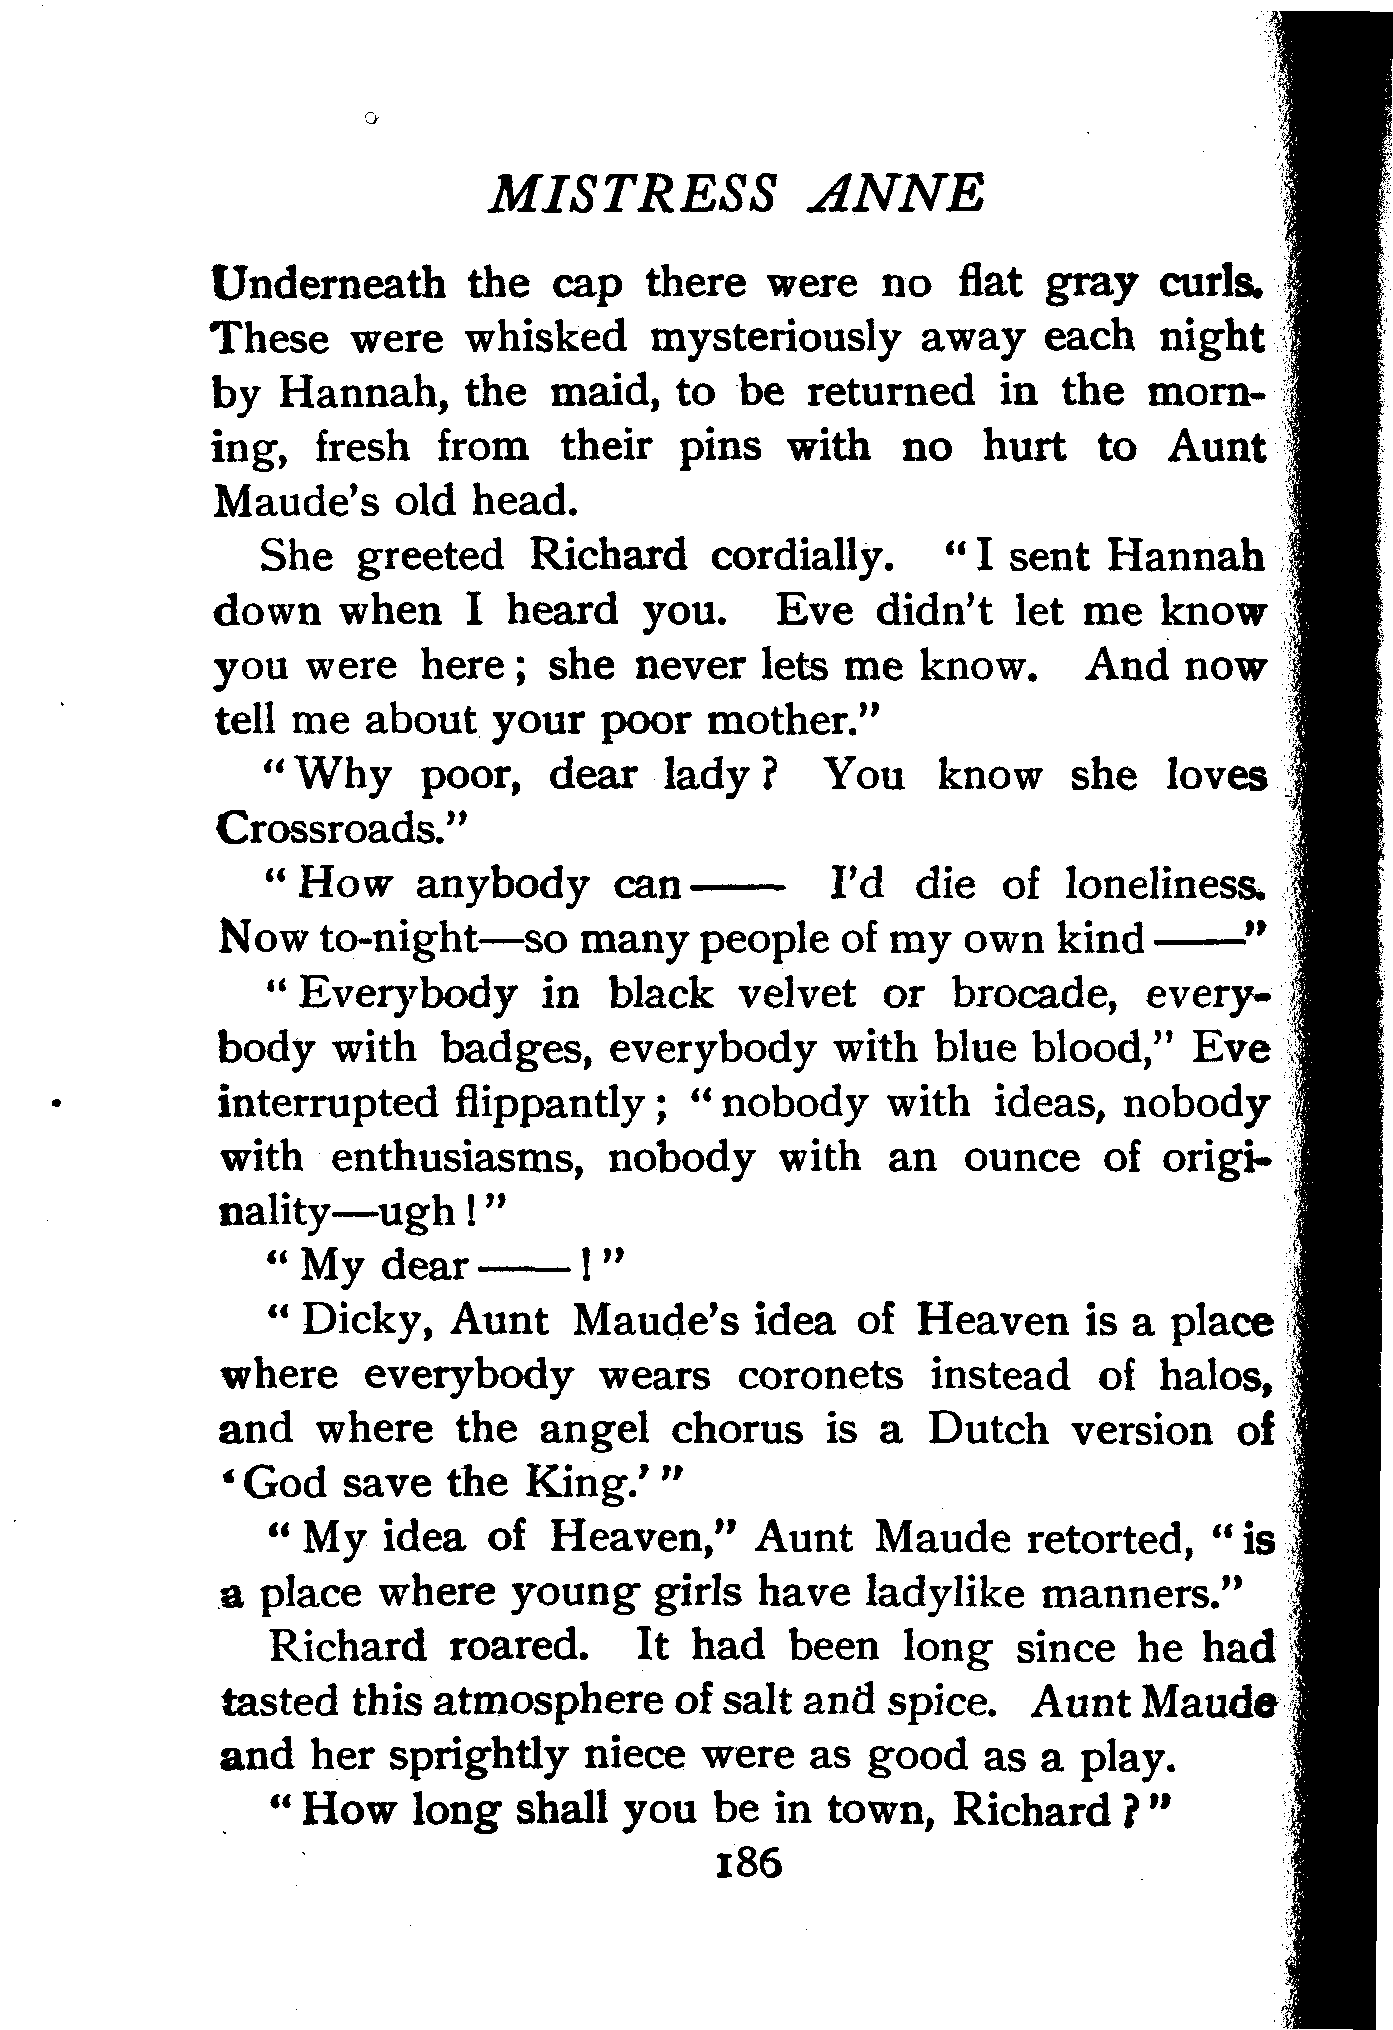 MISTRESS ANNE
Underneath the cap there were no flat gray curls.
These were whisked mysteriously away each night
by Hannah, the maid, to be returned in the morn-
ing, fresh from their pins with no hurt to Aunt
Maude's old head.
She greeted Richard cordially. "I sent Hannah
down when I heard you. Eve didn't let me know
you were here; she never lets me know. And now
tell me about your poor mother."
"Why poor, dear lady? You know she loves
Crossroads."
"How anybody can—— I'd die of loneliness.
Now to-night—so many people of my own kind——"
"Everybody in black velvet or brocade, every-
body with badges, everybody with blue blood," Eve
interrupted flippantly; "nobody with ideas, nobody
with enthusiasms, nobody with an ounce of origi-
nality—ugh!"
"My dear——!"
"Dicky, Aunt Maude's idea of Heaven is a place
where everybody wears coronets instead of halos,
and where the angel chorus is a Dutch version of
'God save the King.'"
"My idea of Heaven," Aunt Maude retorted, "is
a place where young girls have ladylike manners."
Richard roared. It had been long since he had
tasted this atmosphere of salt and spice. Aunt Maude
and her sprightly niece were as good as a play.
"How long shall you be in town, Richard?"
186